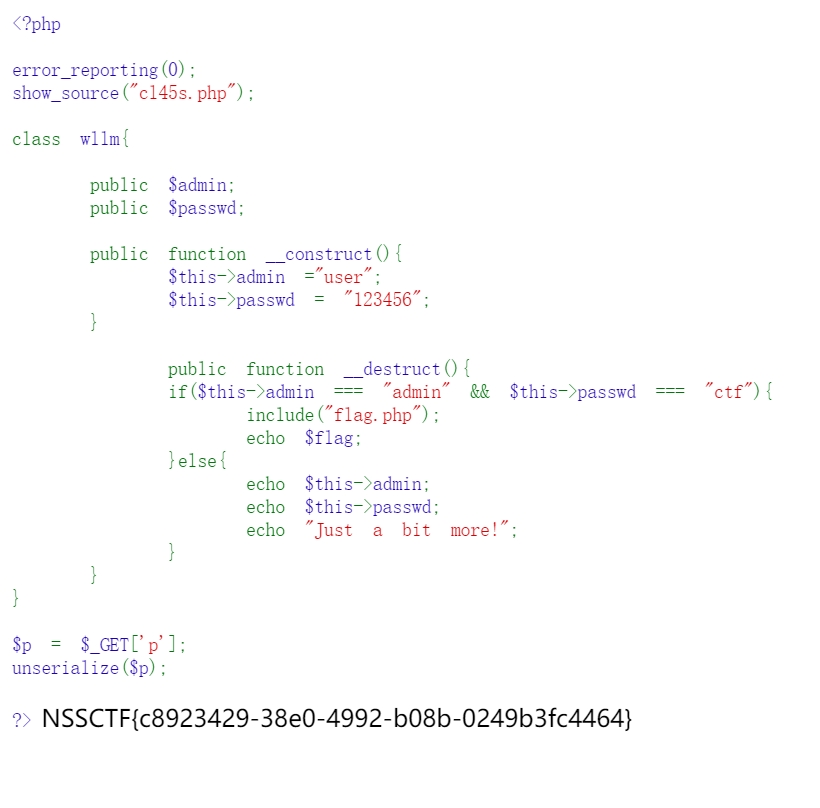 <?php
error_reporting(0);
show_source("cl45s.php");
class wllm{
public $admin;
public $passwd;
public function __construct(){
$this->admin ="user";
$this->passwd = "123456";
}
public function __destruct(){
if($this->admin === "admin" && $this->passwd === "ctf"){
include("flag.php");
echo $flag;
}else{
echo $this->admin;
echo $this->passwd;
echo "Just a bit more!";
}
}
}
$p = $_GET['p'];
unserialize($p);
?> NSSCTF{c8923429-38e0-4992-b08b-0249b3fc4464}